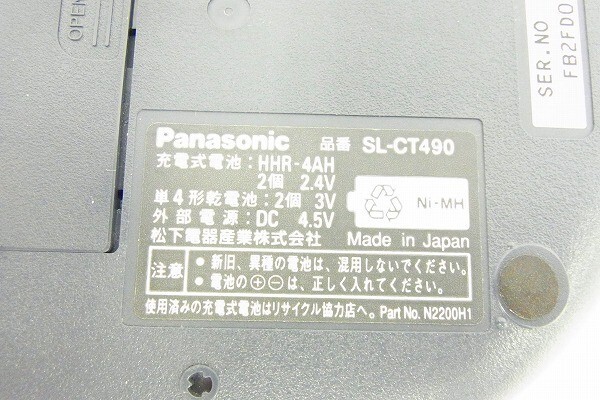 OPEN
SER.NO
FB2FD0
Panasonic 品番 SL-CT490
充電式電池：HHR-4AH
2個 2.4V
単4形乾電池：2個 3V
外部電源：DC 4.5V
松下電器産業株式会社 Made in Japan
Ni-MH
注意
・新旧、異種の電池は、混用しないでください。
・電池の⊕⊖は、正しく入れてください。
使用済みの充電式電池はリサイクル協力店へ。 Part No. N2200H1